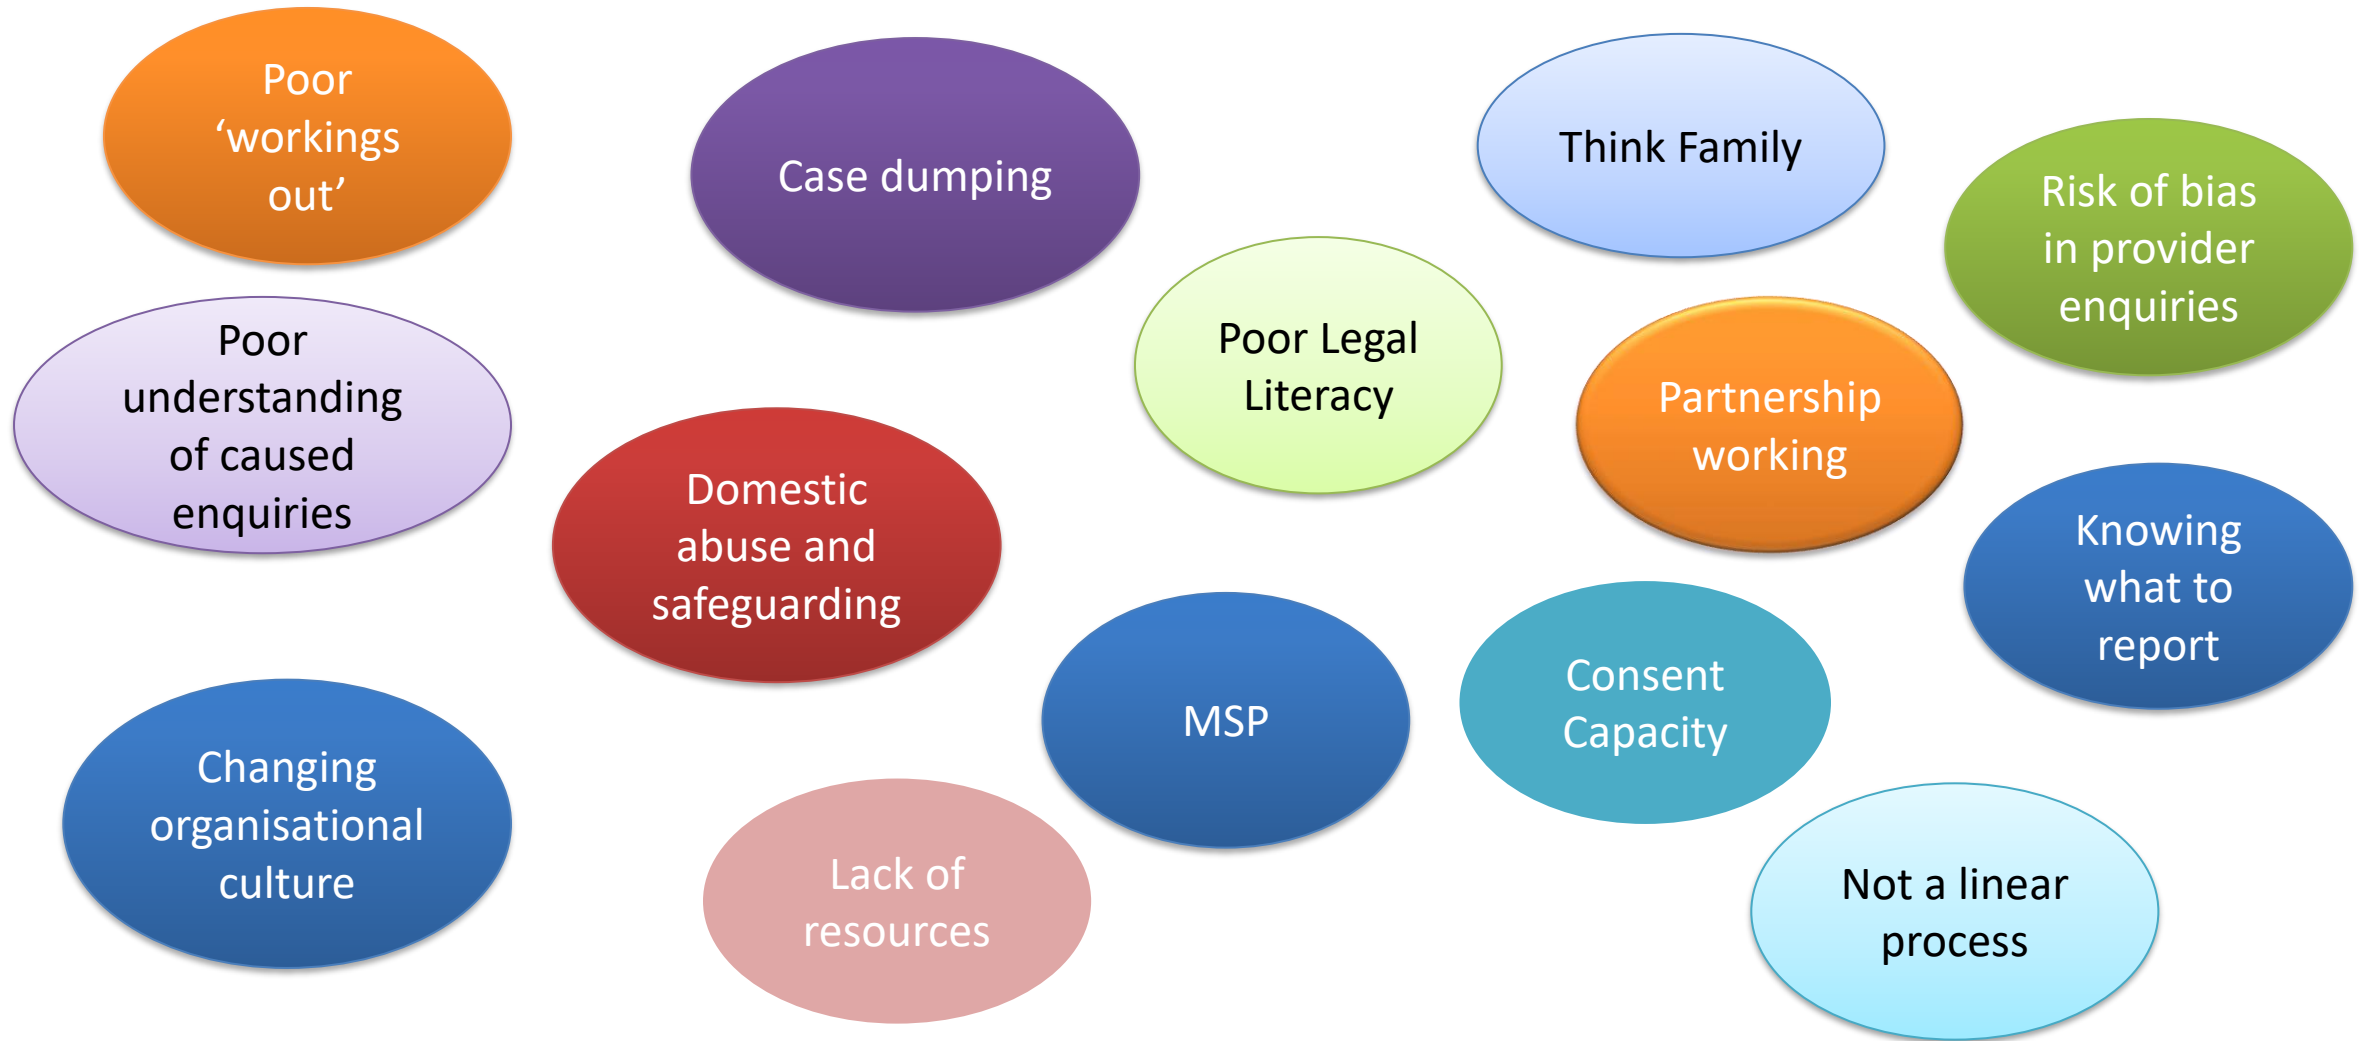 Poor
‘workings
out’
Case dumping
Think Family
Risk of bias
in provider
enquiries
Poor
understanding
of caused
enquiries
Poor Legal
Literacy
Partnership
working
Domestic
abuse and
safeguarding
Knowing
what to
report
MSP
Consent
Capacity
Changing
organisational
culture
Lack of
resources
Not a linear
process